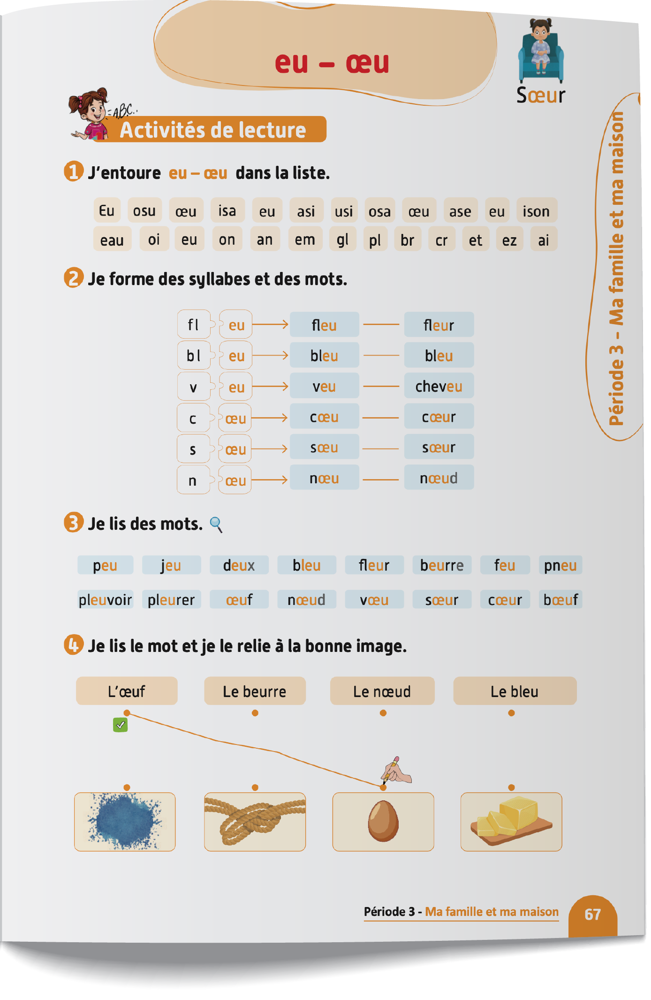 eu – œu
Sœur
A.B.C..
Activités de lecture
1 J'entoure eu – œu dans la liste.
Eu osu œu isa eu asi usi osa œu ase eu ison
eau oi eu on an em gl pl br cr et ez ai
2 Je forme des syllabes et des mots.
fl eu fleu fleur
bl eu bleu bleu
v eu veu cheveu
c œu cœu cœur
s œu sœu sœur
n œu nœu nœud
3 Je lis des mots.
peu jeu deux bleu fleur beurre feu pneu
pleuvoir pleurer œuf nœud vœu sœur cœur bœuf
4 Je lis le mot et je le relie à la bonne image.
L'œuf Le beurre Le nœud Le bleu
Période 3 - Ma famille et ma maison
67
Période 3 - Ma famille et ma maison